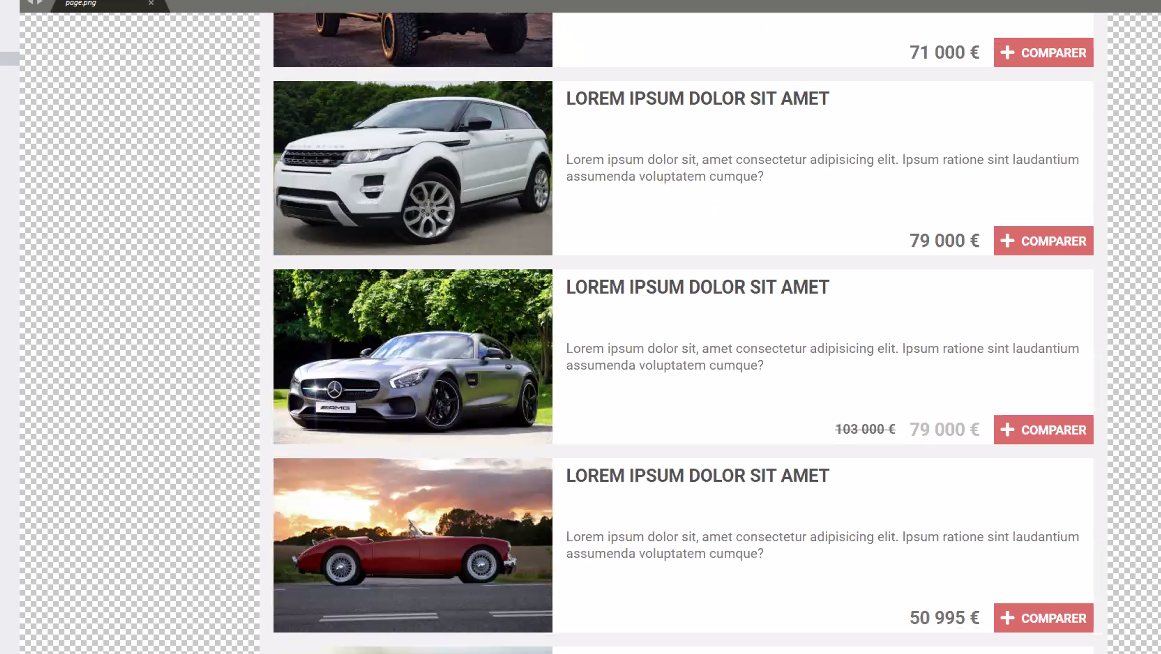 page.png
71 000 €
COMPARER
LOREM IPSUM DOLOR SIT AMET
Lorem ipsum dolor sit, amet consectetur adipisicing elit. Ipsum ratione sint laudantium
assumenda voluptatem cumque?
79 000 €
COMPARER
LOREM IPSUM DOLOR SIT AMET
AMG
Lorem ipsum dolor sit, amet consectetur adipisicing elit. Ipsum ratione sint laudantium
assumenda voluptatem cumque?
103 000 € 79 000 €
COMPARER
LOREM IPSUM DOLOR SIT AMET
Lorem ipsum dolor sit, amet consectetur adipisicing elit. Ipsum ratione sint laudantium
assumenda voluptatem cumque?
50 995 €
COMPARER